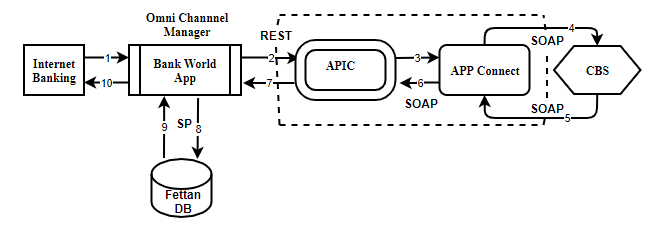 Omni Channnel
Manager
REST
4
SOAP
Internet
Banking
1
10
Bank World
App
2
7
APIC
3
6
SOAP
APP Connect
CBS
SOAP
5
9
SP
8
Fettan
DB